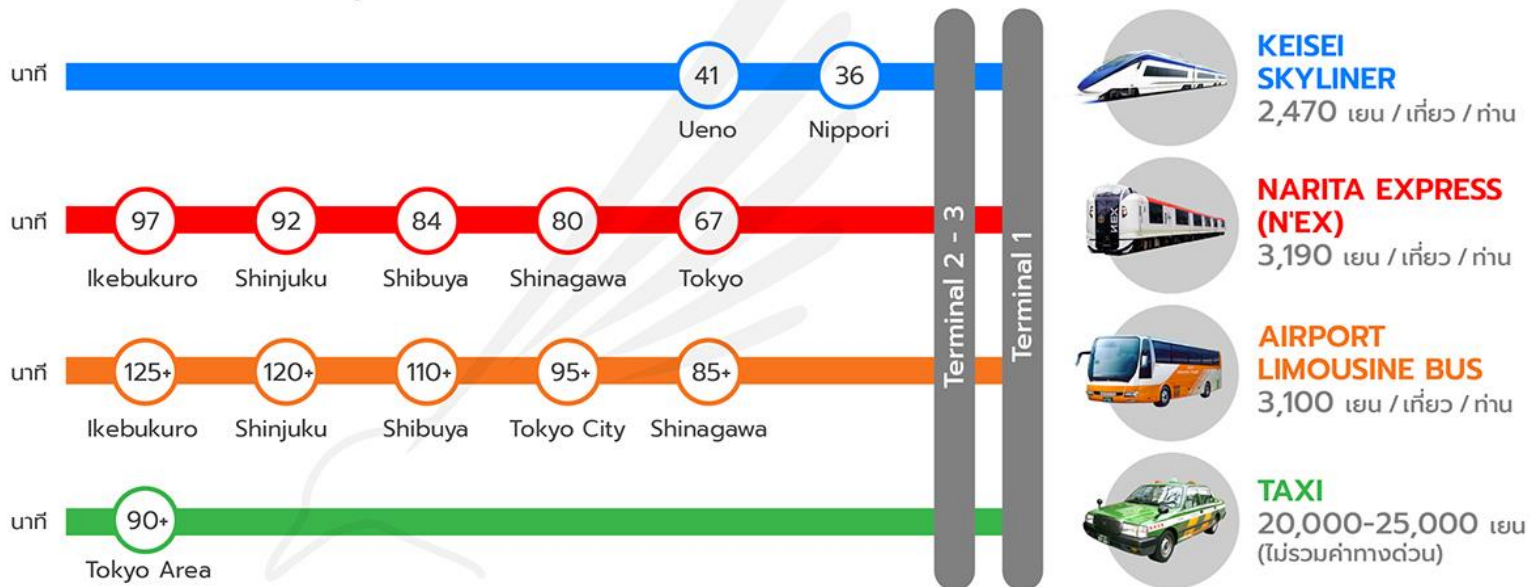 นาที
41
36
Ueno
Nippori
KEISEI
SKYLINER
2,470 เยน / เที่ยว / ท่าน
นาที
97
92
84
80
67
Ikebukuro
Shinjuku
Shibuya
Shinagawa
Tokyo
NARITA EXPRESS
(N'EX)
3,190 เยน / เที่ยว / ท่าน
นาที
125+
120+
110+
95+
85+
Ikebukuro
Shinjuku
Shibuya
Tokyo City
Shinagawa
AIRPORT
LIMOUSINE BUS
3,100 เยน / เที่ยว / ท่าน
นาที
90+
Tokyo Area
TAXI
20,000-25,000 เยน
(ไม่รวมค่าทางด่วน)
Terminal 2 - 3
Terminal 1
N'EX